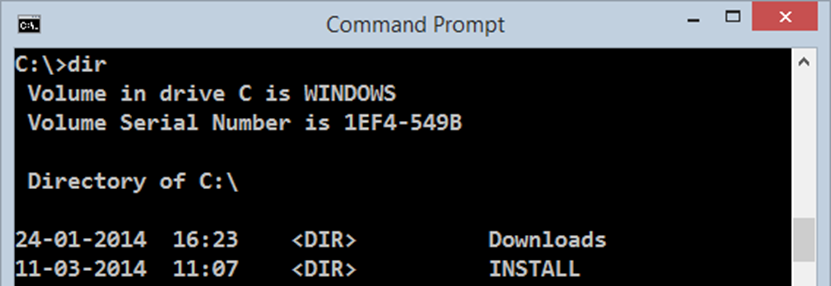 Command Prompt
C:\>dir
 Volume in drive C is WINDOWS
 Volume Serial Number is 1EF4-549B

 Directory of C:\

24-01-2014  16:23    <DIR>          Downloads
11-03-2014  11:07    <DIR>          INSTALL